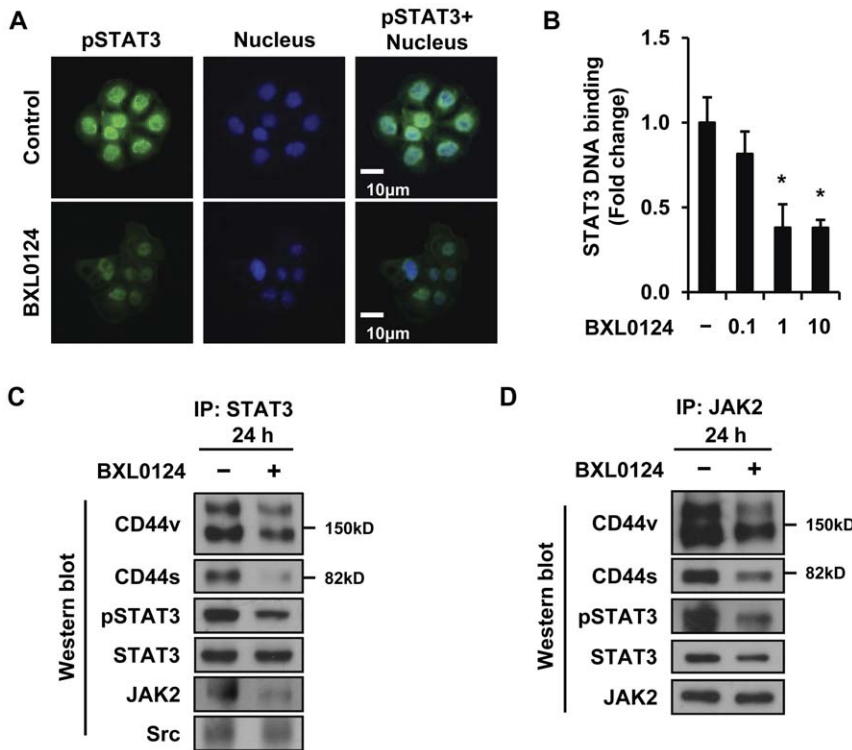 A
pSTAT3
Nucleus
pSTAT3+
Nucleus
Control
10μm
BXL0124
10μm
B
STAT3 DNA binding
(Fold change)
1.5
1.0
0.5
0.0
BXL0124 – 0.1 1 10
*
*
C
IP: STAT3
24 h
BXL0124 – +
Western blot
CD44v
150kD
CD44s
82kD
pSTAT3
STAT3
JAK2
Src
D
IP: JAK2
24 h
BXL0124 – +
Western blot
CD44v
150kD
CD44s
82kD
pSTAT3
STAT3
JAK2